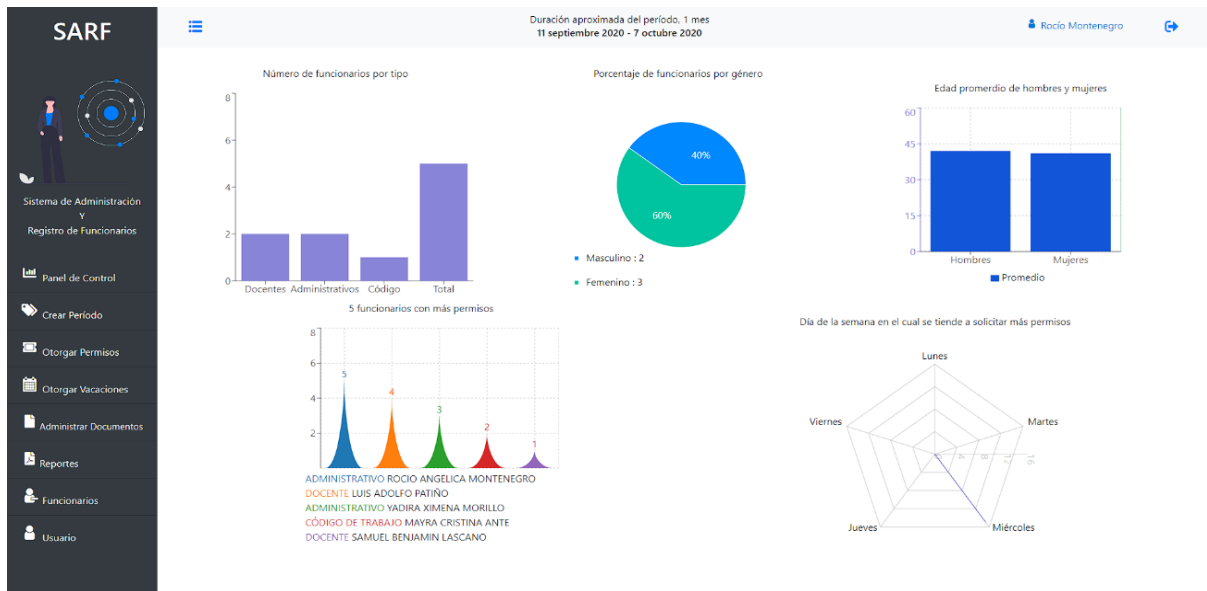 SARF
Sistema de Administración
Y
Registro de Funcionarios
Panel de Control
Crear Período
Otorgar Permisos
Otorgar Vacaciones
Administrar Documentos
Reportes
Funcionarios
Usuario
Duración aproximada del período, 1 mes
11 septiembre 2020 - 7 octubre 2020
Rocío Montenegro
Número de funcionarios por tipo
8
6
4
2
0
Docentes Administrativos Código Total
Porcentaje de funcionarios por género
40%
60%
Masculino : 2
Femenino : 3
Edad promerdio de hombres y mujeres
60
45
30
15
0
Hombres Mujeres
Promedio
5 funcionarios con más permisos
8
6
4
2
5
4
3
2
1
ADMINISTRATIVO ROCIO ANGELICA MONTENEGRO
DOCENTE LUIS ADOLFO PATIÑO
ADMINISTRATIVO YADIRA XIMENA MORILLO
CÓDIGO DE TRABAJO MAYRA CRISTINA ANTE
DOCENTE SAMUEL BENJAMIN LASCANO
Día de la semana en el cual se tiende a solicitar más permisos
Lunes
Viernes
Martes
0 4 8 12 16
Jueves
Miércoles